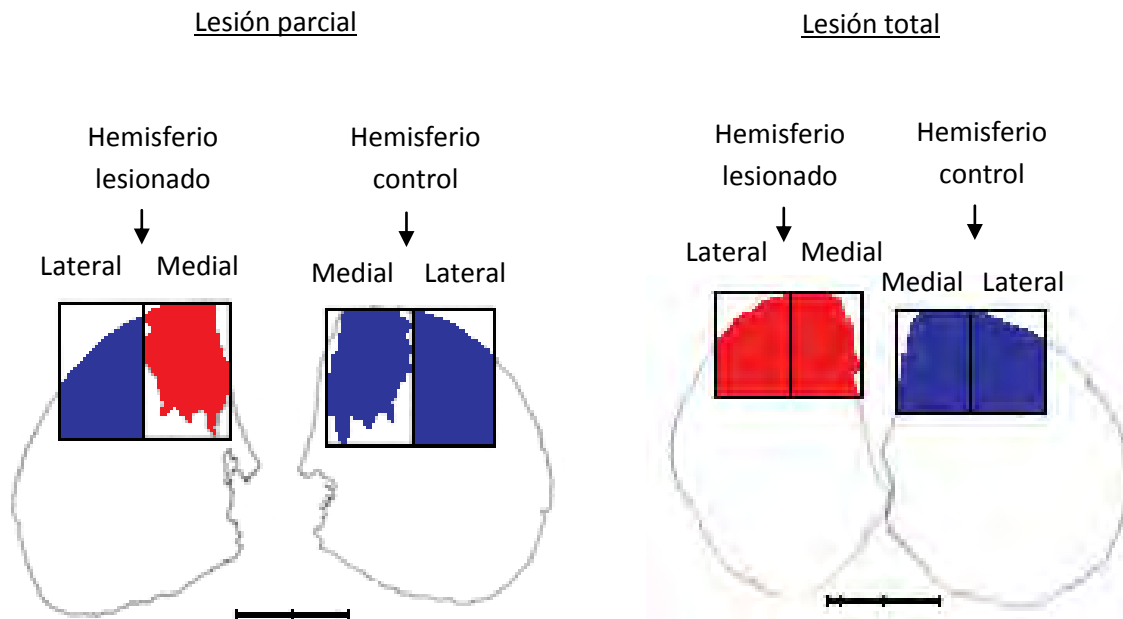 Lesión parcial
Hemisferio
lesionado
Hemisferio
control
Lateral Medial
Medial Lateral
Lesión total
Hemisferio
lesionado
Hemisferio
control
Lateral Medial
Medial Lateral